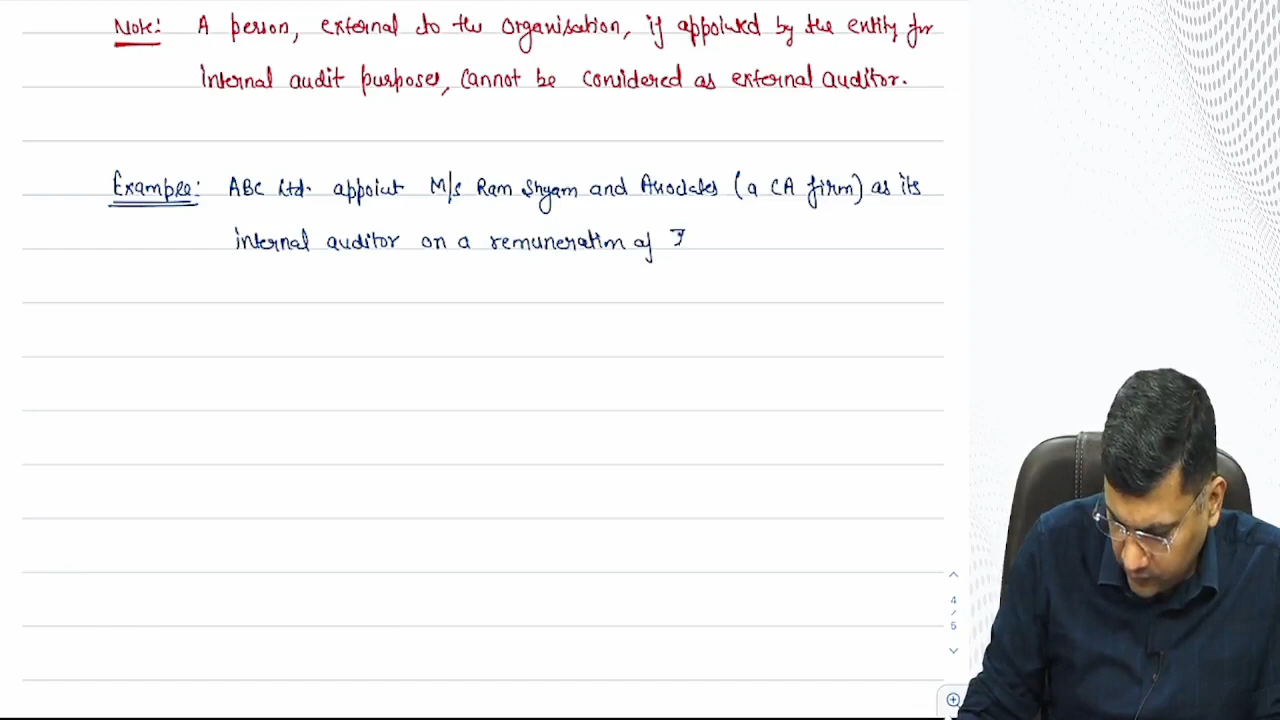 Note: A person, external to the organisation, if appointed by the entity for
internal audit purposes, cannot be considered as external auditor.
Example: ABC Ltd. appoint M/s Ram Shyam and Associates (a CA firm) as its
internal auditor on a remuneration of ₹
4
/
5